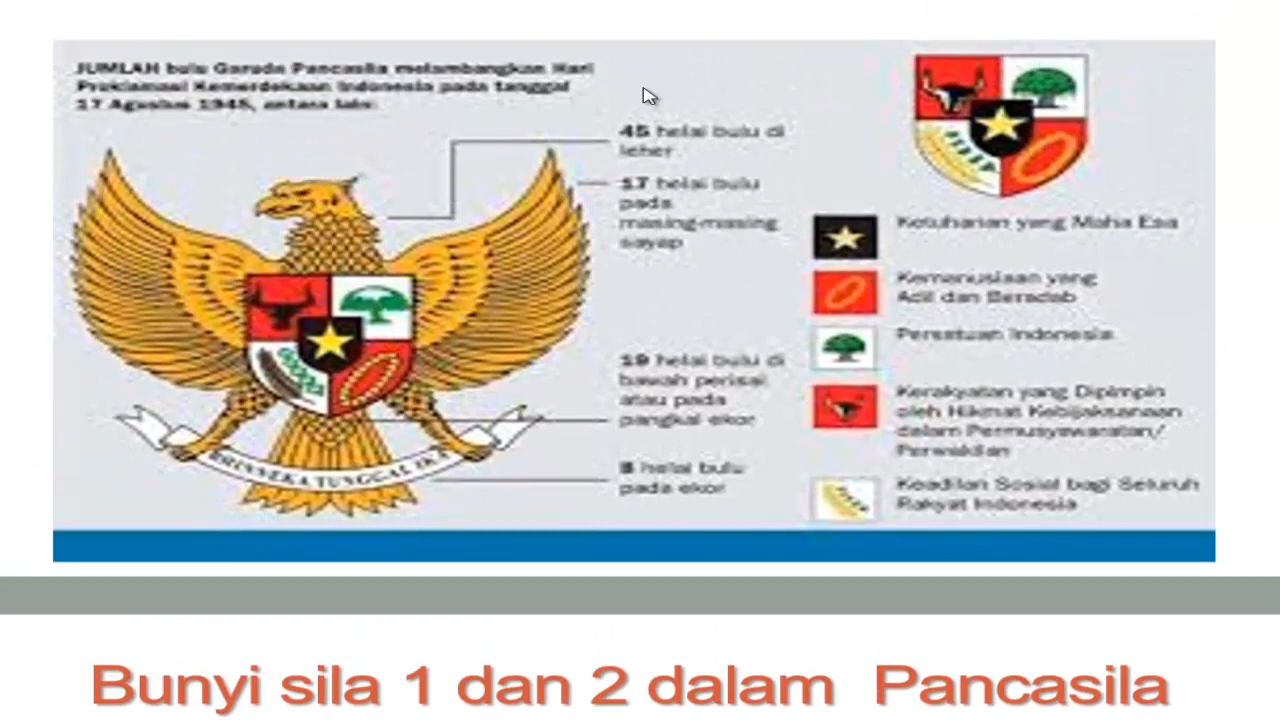 JUMLAH bulu Garuda Pancasila melambangkan Hari
Proklamasi Kemerdekaan Indonesia pada tanggal
17 Agustus 1945, antara lain:
45 helai bulu di
leher
17 helai bulu
pada
masing-masing
sayap
19 helai bulu di
bawah perisai
atau pada
pangkal ekor
8 helai bulu
pada ekor
BHINNEKA TUNGGAL IKA
Ketuhanan yang Maha Esa
Kemanusiaan yang
Adil dan Beradab
Persatuan Indonesia
Kerakyatan yang Dipimpin
oleh Hikmat Kebijaksanaan
dalam Permusyawaratan/
Perwakilan
Keadilan Sosial bagi Seluruh
Rakyat Indonesia
Bunyi sila 1 dan 2 dalam Pancasila